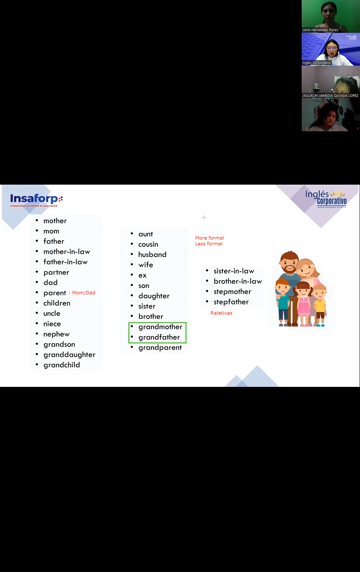 Insaforp
Inglés
Corporativo
• mother
• mom
• father
• mother-in-law
• father-in-law
• partner
• dad
• parent Mom/Dad
• children
• uncle
• niece
• nephew
• grandson
• granddaughter
• grandchild
• aunt
• cousin
• husband
• wife
• ex
• son
• daughter
• sister
• brother
• grandmother
• grandfather
• grandparent
More formal
Less formal
• sister-in-law
• brother-in-law
• stepmother
• stepfather
Relatives